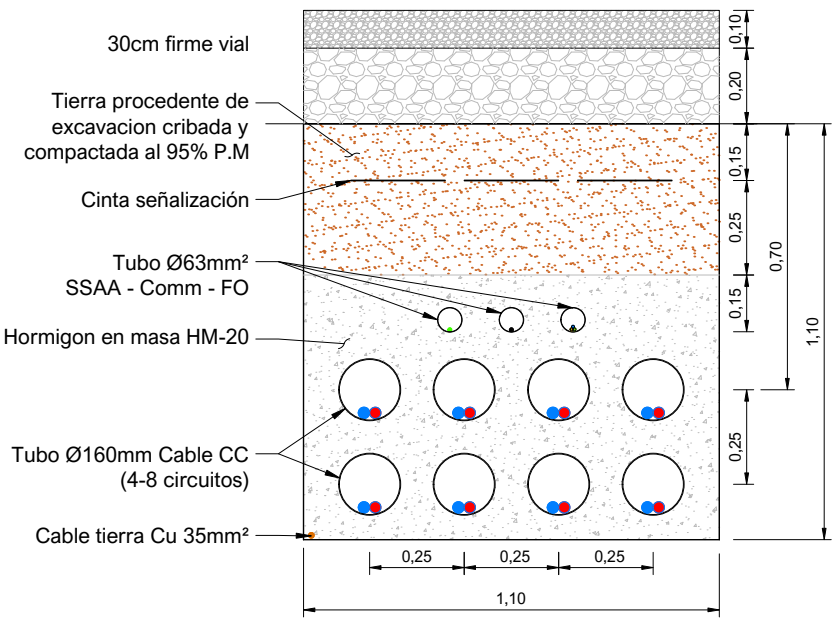 30cm firme vial
Tierra procedente de
excavacion cribada y
compactada al 95% P.M
Cinta señalización
Tubo Ø63mm²
SSAA - Comm - FO
Hormigon en masa HM-20
Tubo Ø160mm Cable CC
(4-8 circuitos)
Cable tierra Cu 35mm²
0,10
0,20
0,15
0,25
0,15
0,25
0,70
1,10
0,25
0,25
0,25
1,10